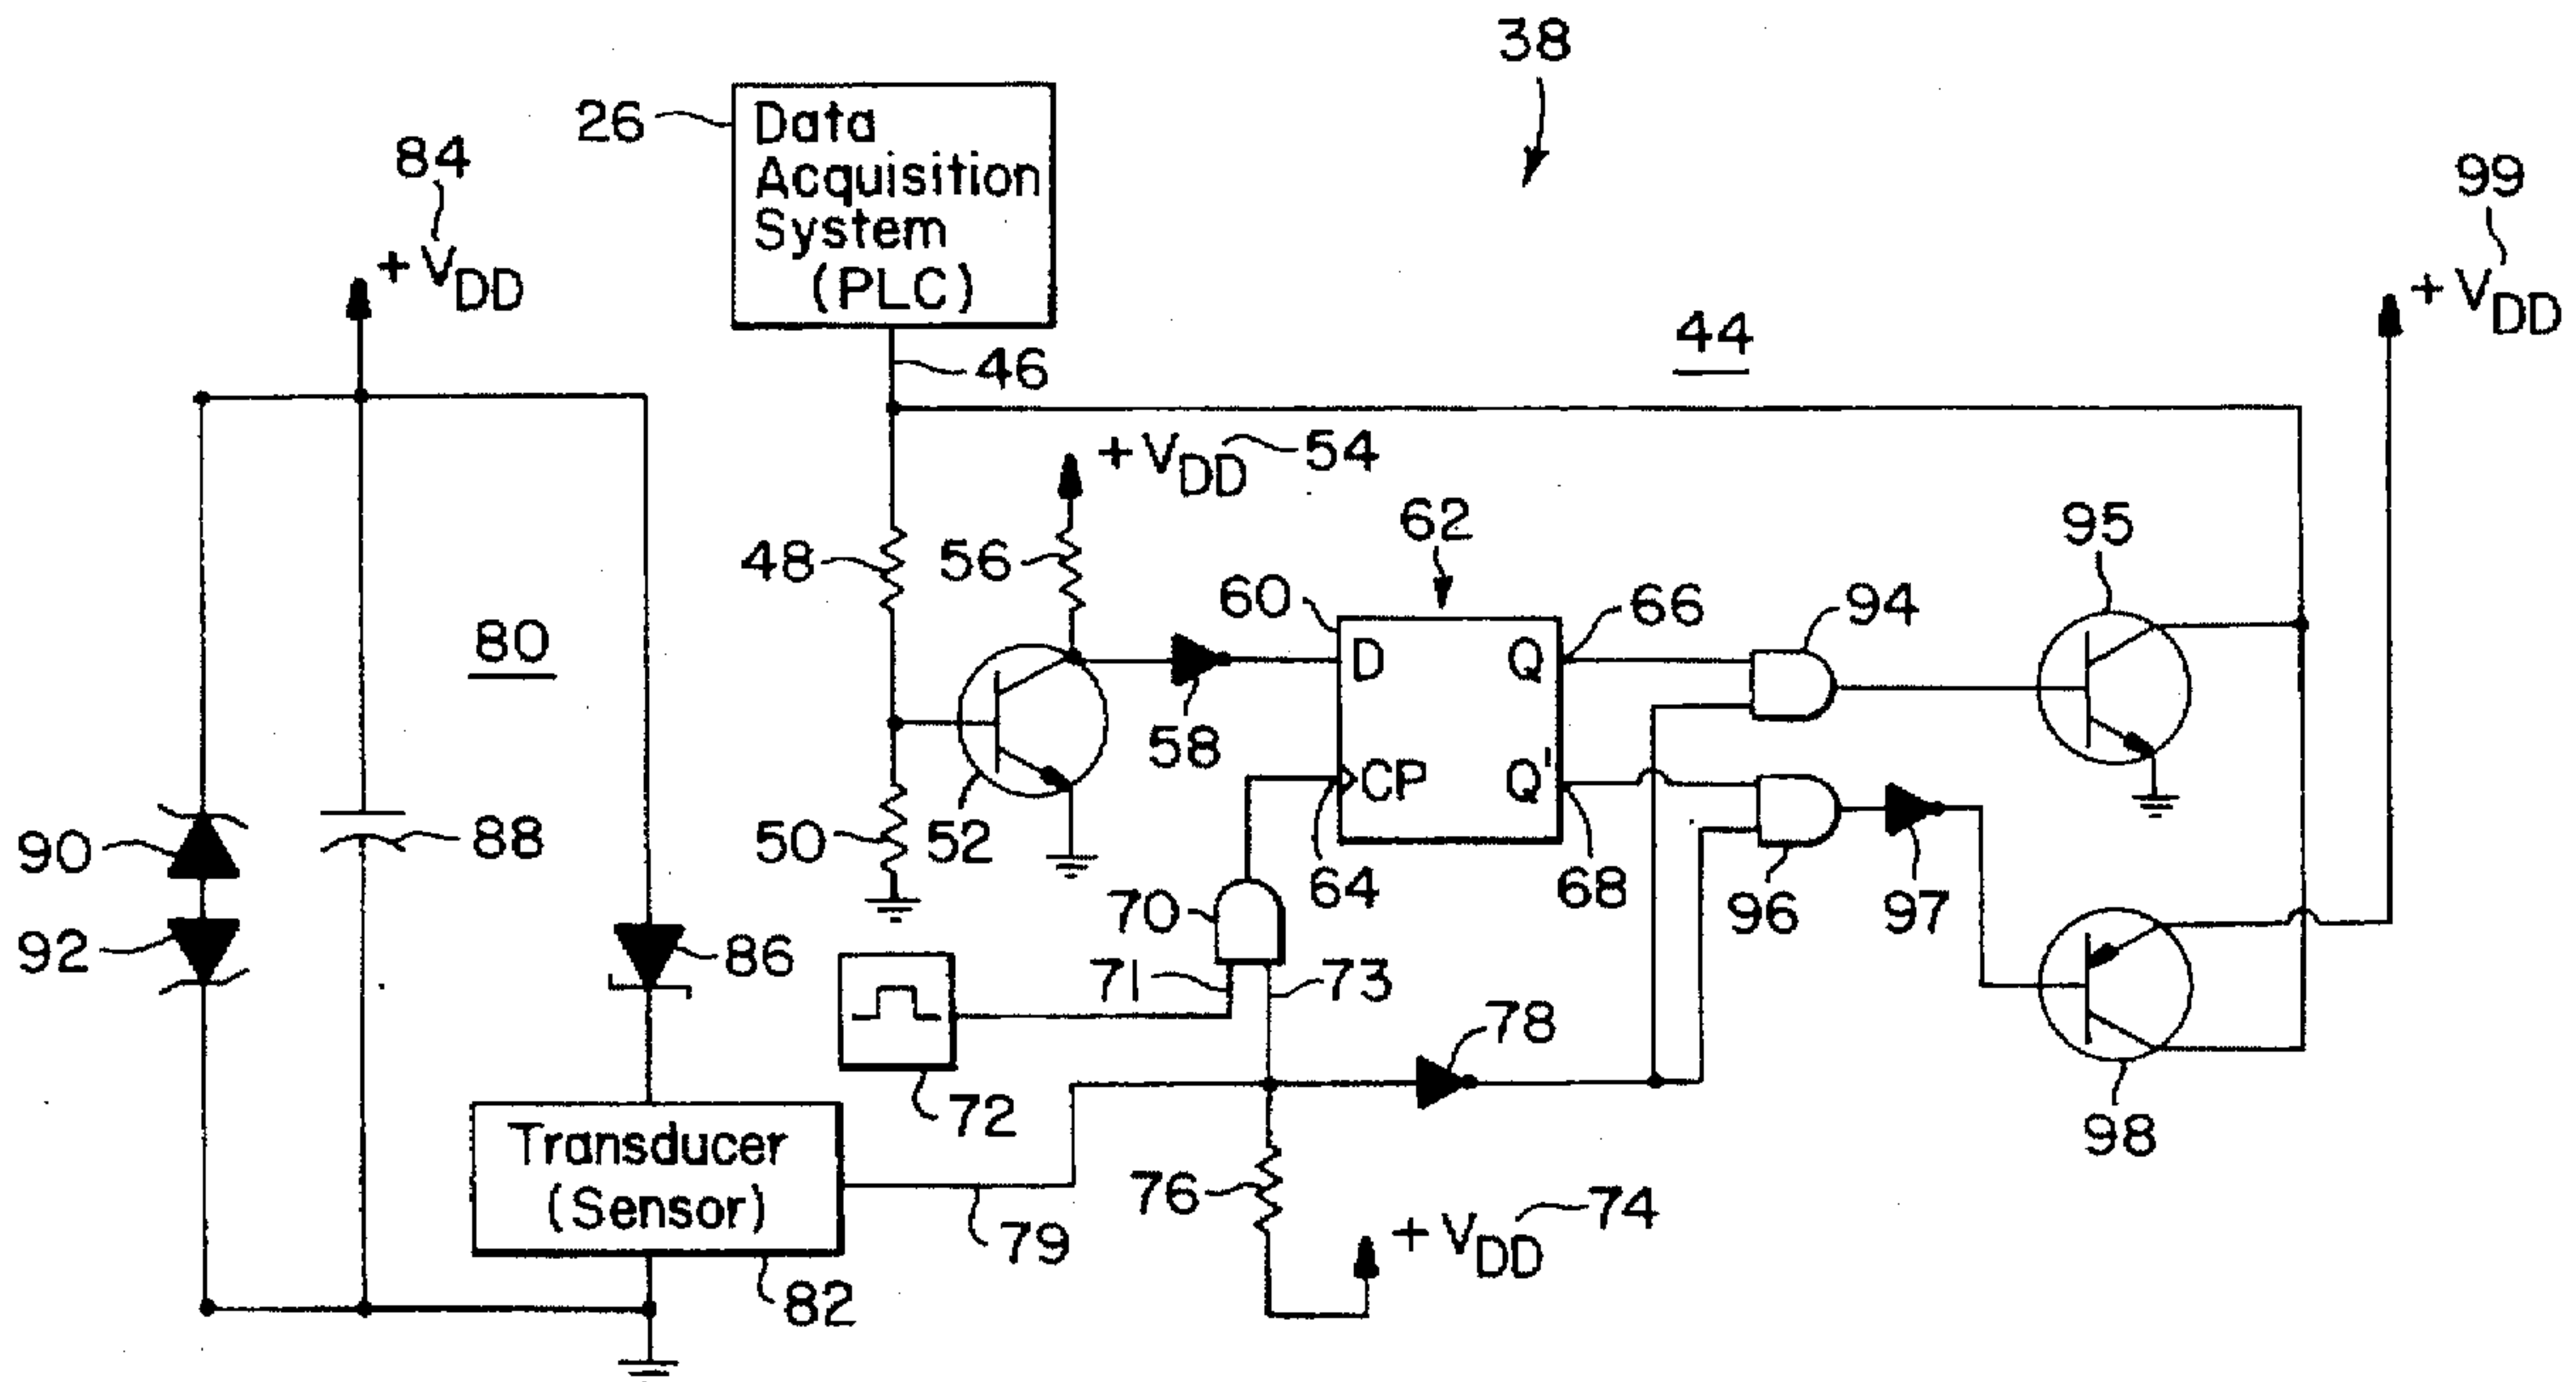 38
26
Data
Acquisition
System
(PLC)
84
+VDD
99
+VDD
46
44
+VDD
54
48
56
62
95
60
66
94
80
D
Q
58
CP
Q'
90
88
50
52
64
68
96
97
70
92
86
71
73
78
72
98
Transducer
(Sensor)
76
79
74
+VDD
82